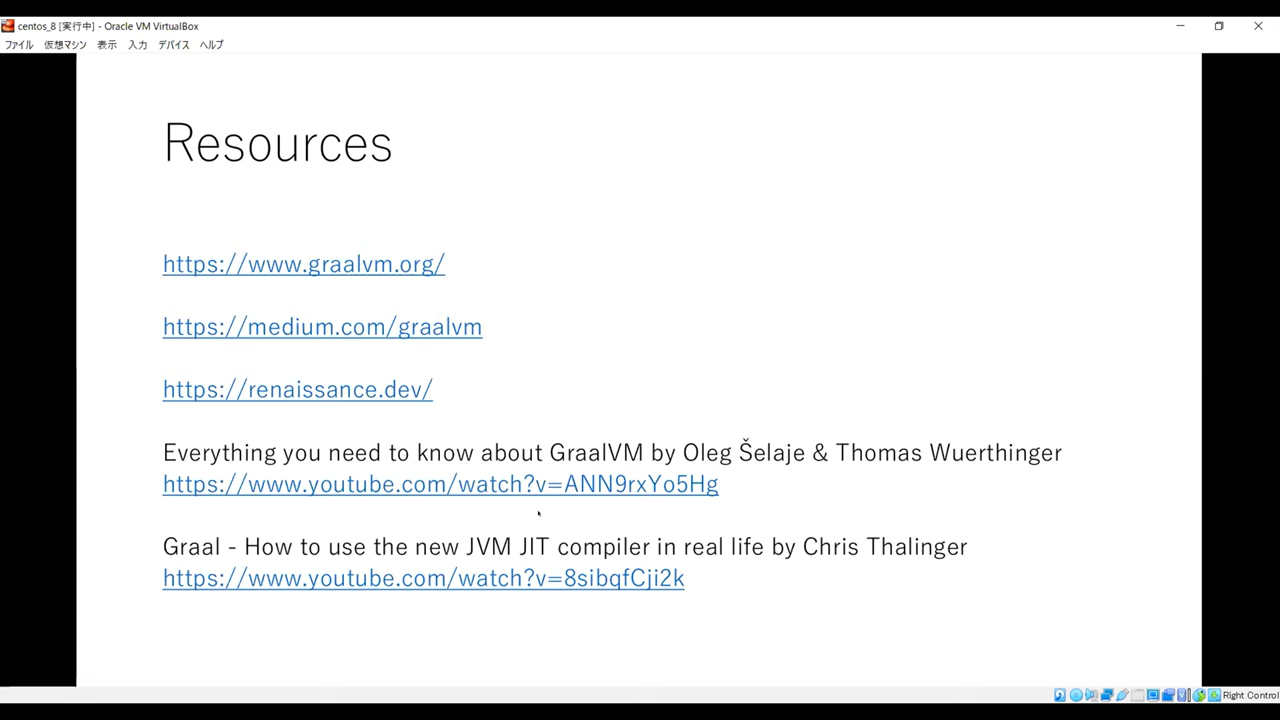 centos_8 [実行中] - Oracle VM VirtualBox
ファイル 仮想マシン 表示 入力 デバイス ヘルプ
Resources
https://www.graalvm.org/
https://medium.com/graalvm
https://renaissance.dev/
Everything you need to know about GraalVM by Oleg Šelaje & Thomas Wuerthinger
https://www.youtube.com/watch?v=ANN9rxYo5Hg
Graal - How to use the new JVM JIT compiler in real life by Chris Thalinger
https://www.youtube.com/watch?v=8sibqfCji2k
Right Control